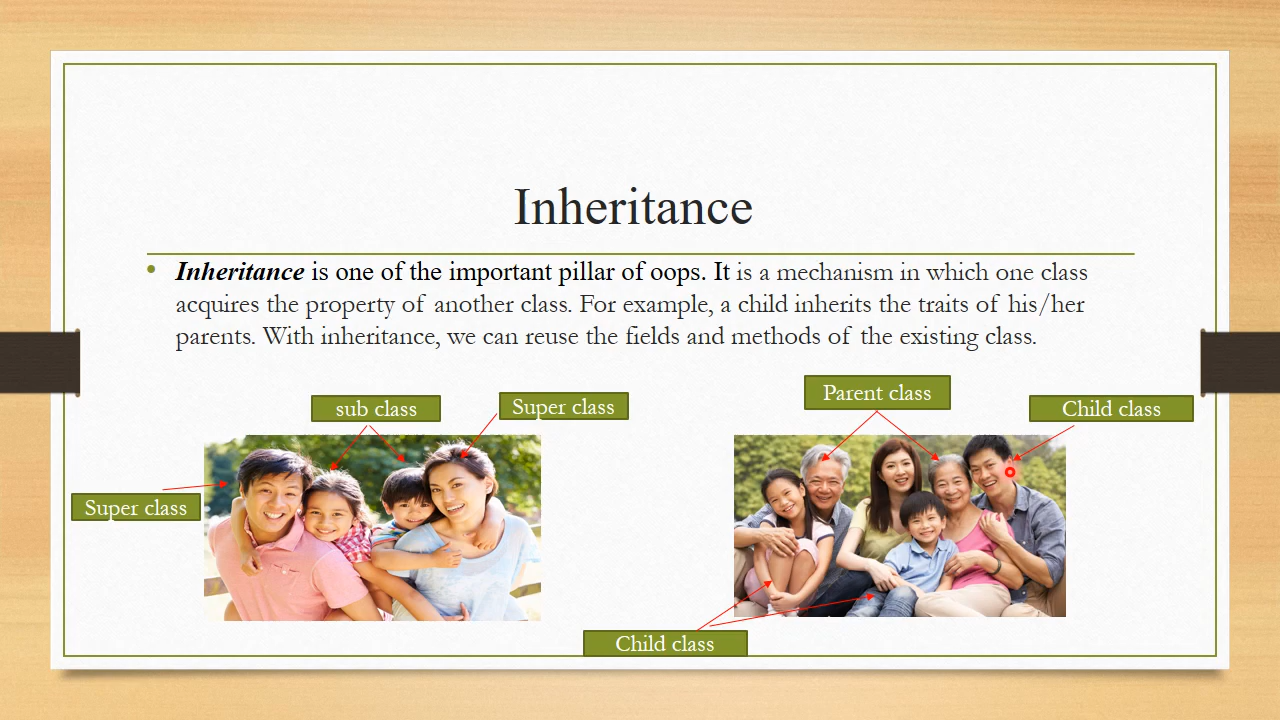 Inheritance
• Inheritance is one of the important pillar of oops. It is a mechanism in which one class
acquires the property of another class. For example, a child inherits the traits of his/her
parents. With inheritance, we can reuse the fields and methods of the existing class.
sub class
Super class
Parent class
Child class
Super class
Child class